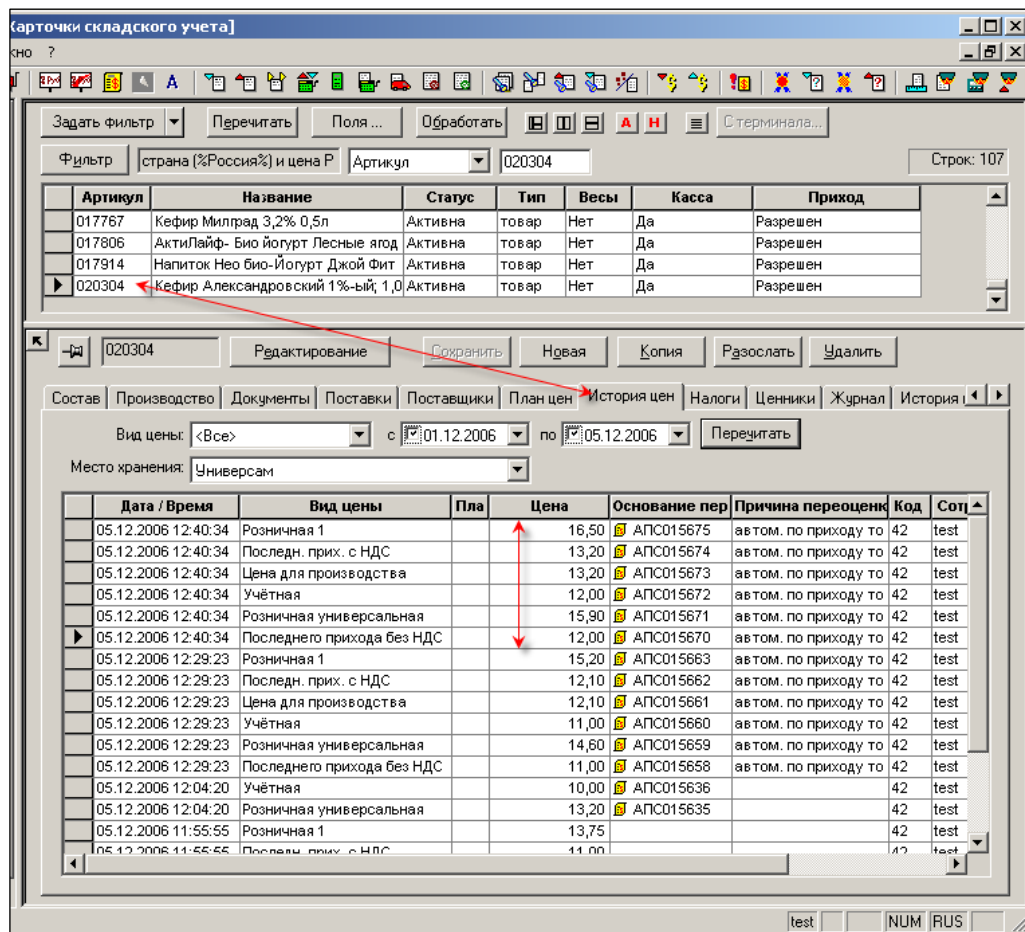 Карточки складского учета]
кно ?
Задать фильтр Перечитать Поля ... Обработать А Н С терминала...
Фильтр страна (%Россия%) и цена Р Артикул 020304 Строк: 107
Артикул Название Статус Тип Весы Касса Приход
017767 Кефир Милград 3,2% 0,5л Активна товар Нет Да Разрешен
017806 АктиЛайф- Био йогурт Лесные ягод Активна товар Нет Да Разрешен
017914 Напиток Нео био-Йогурт Джой Фит Активна товар Нет Да Разрешен
020304 Кефир Александровский 1%-ый; 1,0 Активна товар Нет Да Разрешен
020304 Редактирование Сохранить Новая Копия Разослать Удалить
Состав Производство Документы Поставки Поставщики План цен История цен Налоги Ценники Журнал История
Вид цены: <Все> с 01.12.2006 по 05.12.2006 Перечитать
Место хранения: Универсам
Дата / Время Вид цены Пла Цена Основание пер Причина переоценк Код Сот
05.12.2006 12:40:34 Розничная 1 16,50 АПС015675 автом. по приходу то 42 test
05.12.2006 12:40:34 Последн. прих. с НДС 13,20 АПС015674 автом. по приходу то 42 test
05.12.2006 12:40:34 Цена для производства 13,20 АПС015673 автом. по приходу то 42 test
05.12.2006 12:40:34 Учётная 12,00 АПС015672 автом. по приходу то 42 test
05.12.2006 12:40:34 Розничная универсальная 15,90 АПС015671 автом. по приходу то 42 test
05.12.2006 12:40:34 Последнего прихода без НДС 12,00 АПС015670 автом. по приходу то 42 test
05.12.2006 12:29:23 Розничная 1 15,20 АПС015663 автом. по приходу то 42 test
05.12.2006 12:29:23 Последн. прих. с НДС 12,10 АПС015662 автом. по приходу то 42 test
05.12.2006 12:29:23 Цена для производства 12,10 АПС015661 автом. по приходу то 42 test
05.12.2006 12:29:23 Учётная 11,00 АПС015660 автом. по приходу то 42 test
05.12.2006 12:29:23 Розничная универсальная 14,60 АПС015659 автом. по приходу то 42 test
05.12.2006 12:29:23 Последнего прихода без НДС 11,00 АПС015658 автом. по приходу то 42 test
05.12.2006 12:04:20 Учётная 10,00 АПС015636 42 test
05.12.2006 12:04:20 Розничная универсальная 13,20 АПС015635 42 test
05.12.2006 11:55:55 Розничная 1 13,75 42 test
05.12.2006 11:55:55 Последн. прих. с НДС 11,00 42 test
test NUM RUS